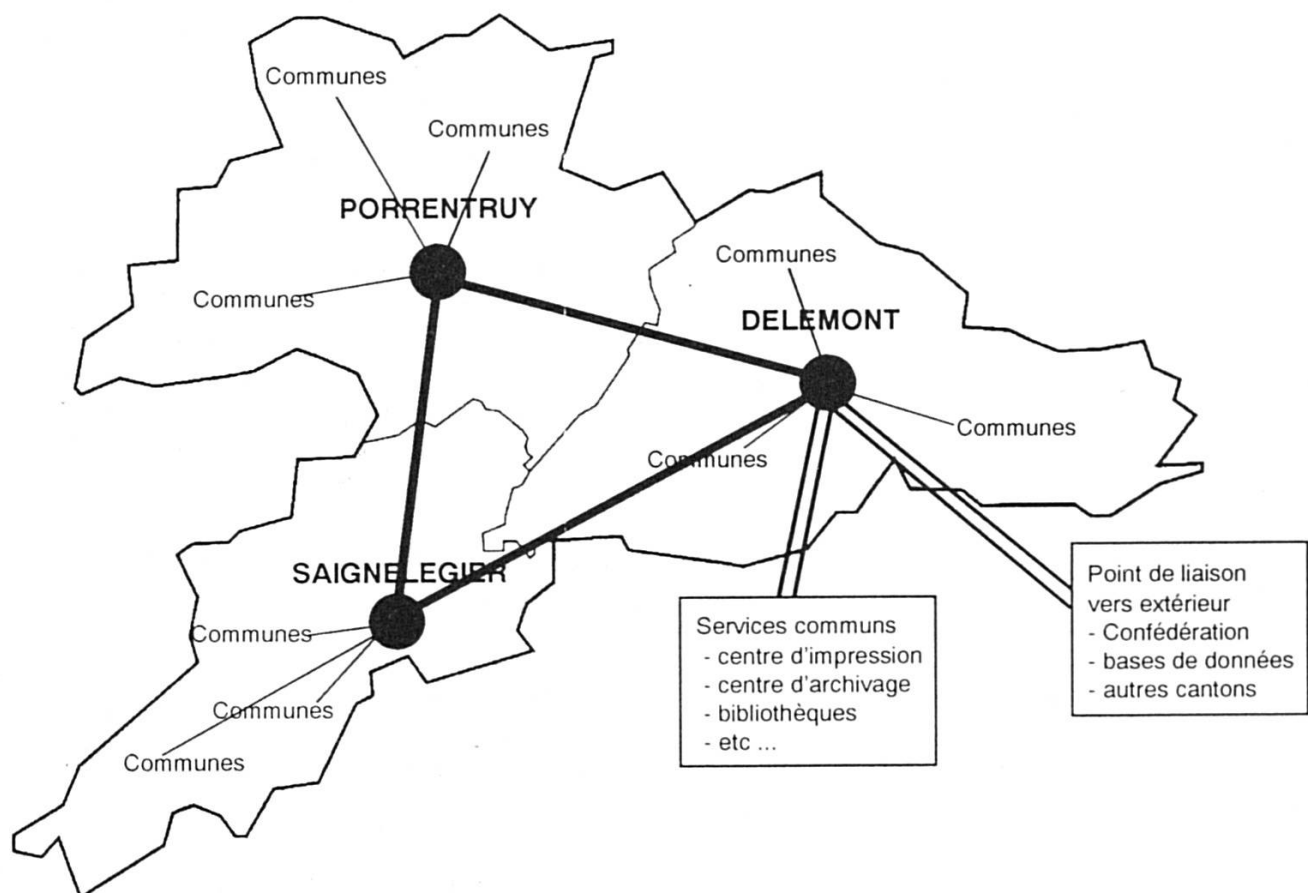 Communes
Communes
PORRENTRUY
Communes
Communes
DELEMONT
Communes
Communes
SAIGNELEGIER
Communes
Communes
Communes
Services communs
- centre d'impression
- centre d'archivage
- bibliothèques
- etc ...
Point de liaison
vers extérieur
- Confédération
- bases de données
- autres cantons